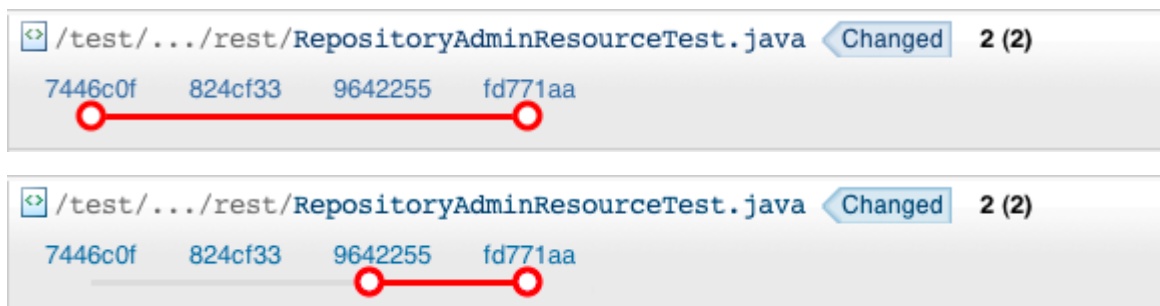 /test/.../rest/RepositoryAdminResourceTest.java Changed 2 (2)
7446c0f 824cf33 9642255 fd771aa
/test/.../rest/RepositoryAdminResourceTest.java Changed 2 (2)
7446c0f 824cf33 9642255 fd771aa